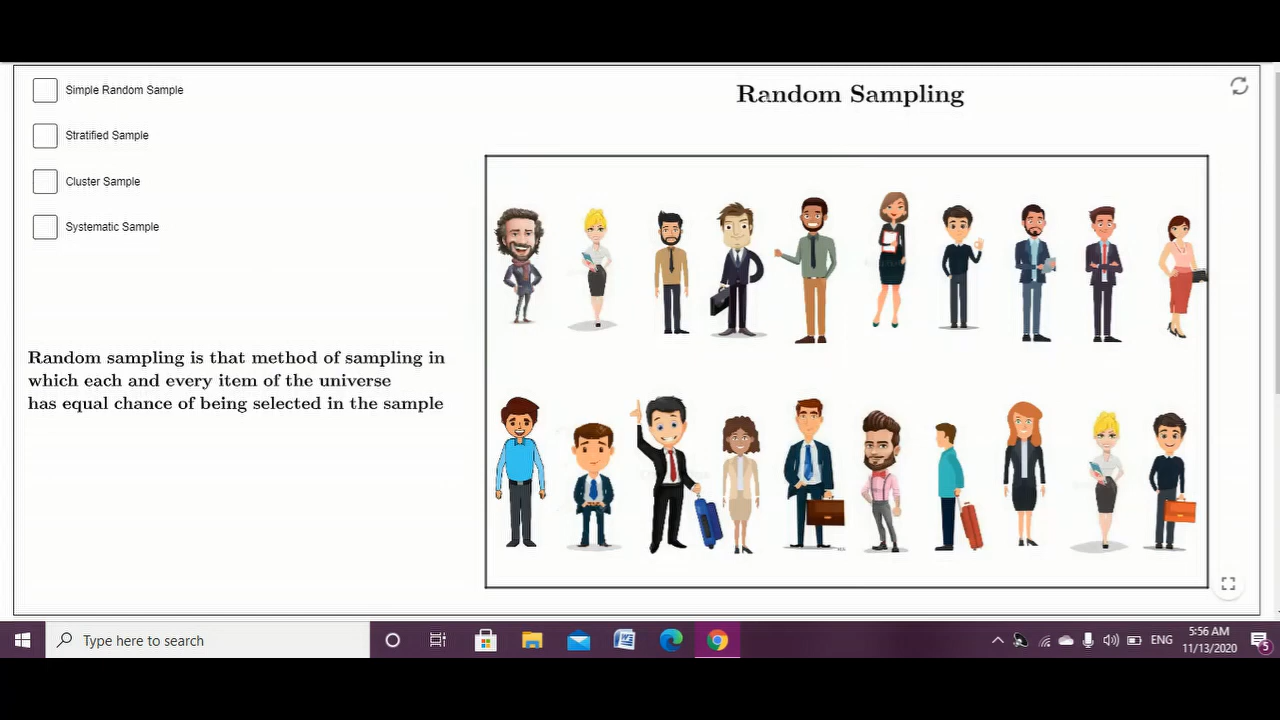 Simple Random Sample
Stratified Sample
Cluster Sample
Systematic Sample
Random Sampling
Random sampling is that method of sampling in
which each and every item of the universe
has equal chance of being selected in the sample
Type here to search
ENG
5:56 AM
11/13/2020
5